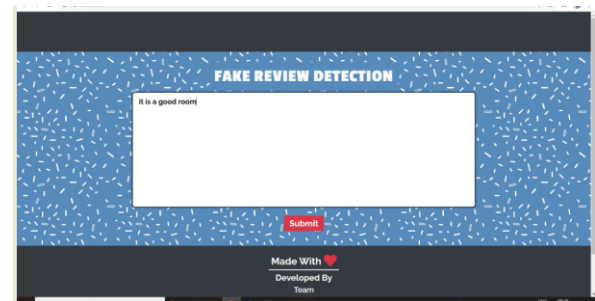 FAKE REVIEW DETECTION
it is a good room
Submit
Made With
Developed By
Team